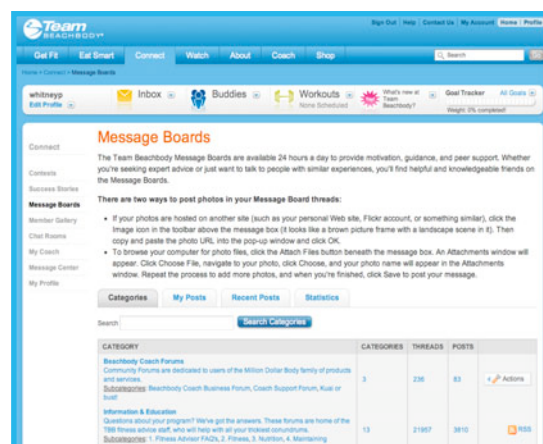 Team
BEACHBODY
Sign Out | Help | Contact Us | My Account | Home | Profile
Get Fit Eat Smart Connect Watch About Coach Shop
Search
Home > Connect > Message Boards
whitneyp
Edit Profile
Inbox
Buddies
Workouts
None Scheduled
What's new at
Team
Beachbody?
Goal Tracker All Goals
Weight: 0% completed!
Connect
Contests
Success Stories
Message Boards
Member Gallery
Chat Rooms
My Coach
Message Center
My Profile
Message Boards
The Team Beachbody Message Boards are available 24 hours a day to provide motivation, guidance, and peer support. Whether
you're seeking expert advice or just want to talk to people with similar experiences, you'll find helpful and knowledgeable friends on
the Message Boards.
There are two ways to post photos in your Message Board threads:
• If your photos are hosted on another site (such as your personal Web site, Flickr account, or something similar), click the
Image icon in the toolbar above the message box (it looks like a brown picture frame with a landscape scene in it). Then
copy and paste the photo URL into the pop-up window and click OK.
• To browse your computer for photo files, click the Attach Files button beneath the message box. An Attachments window will
appear. Click Choose File, navigate to your photo, click Choose, and your photo name will appear in the Attachments
window. Repeat the process to add more photos, and when you're finished, click Save to post your message.
Categories My Posts Recent Posts Statistics
Search Search Categories
CATEGORY CATEGORIES THREADS POSTS
Beachbody Coach Forums
Community Forums are dedicated to users of the Million Dollar Body family of products
and services.
Subcategories: Beachbody Coach Business Forum, Coach Support Forum, Kuai or
bust!
3 236 83 Actions
Information & Education
Questions about your program? We've got the answers. These forums are home of the
TBB fitness advice staff, who will help with all your trickiest conundrums.
Subcategories: 1. Fitness Advisor FAQs, 2. Fitness, 3. Nutrition, 4. Maintaining
13 21957 3810 RSS